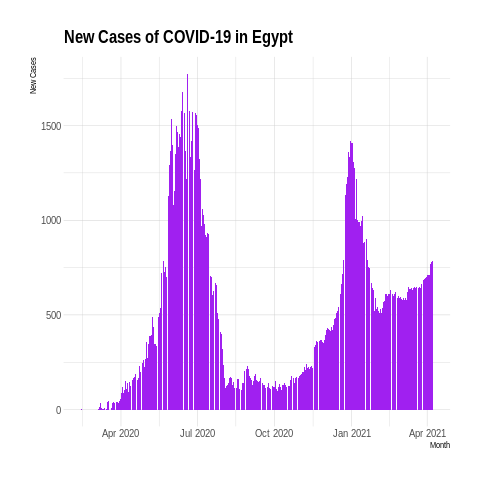 New Cases of COVID-19 in Egypt
New Cases
1500
1000
500
0
Apr 2020 Jul 2020 Oct 2020 Jan 2021 Apr 2021
Month